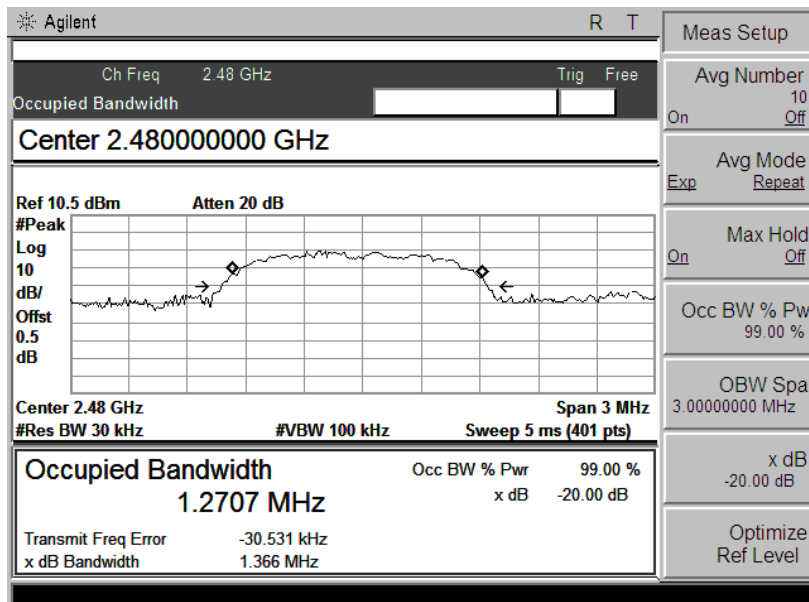 Agilent R T
Ch Freq 2.48 GHz Trig Free
Occupied Bandwidth
Center 2.480000000 GHz
Ref 10.5 dBm Atten 20 dB
#Peak
Log
10
dB/
Offst
0.5
dB
Center 2.48 GHz Span 3 MHz
#Res BW 30 kHz #VBW 100 kHz Sweep 5 ms (401 pts)
Occupied Bandwidth Occ BW % Pwr 99.00 %
1.2707 MHz x dB -20.00 dB
Transmit Freq Error -30.531 kHz
x dB Bandwidth 1.366 MHz
Meas Setup
Avg Number
10
On Off
Avg Mode
Exp Repeat
Max Hold
On Off
Occ BW % Pw
99.00 %
OBW Spa
3.00000000 MHz
x dB
-20.00 dB
Optimize
Ref Level